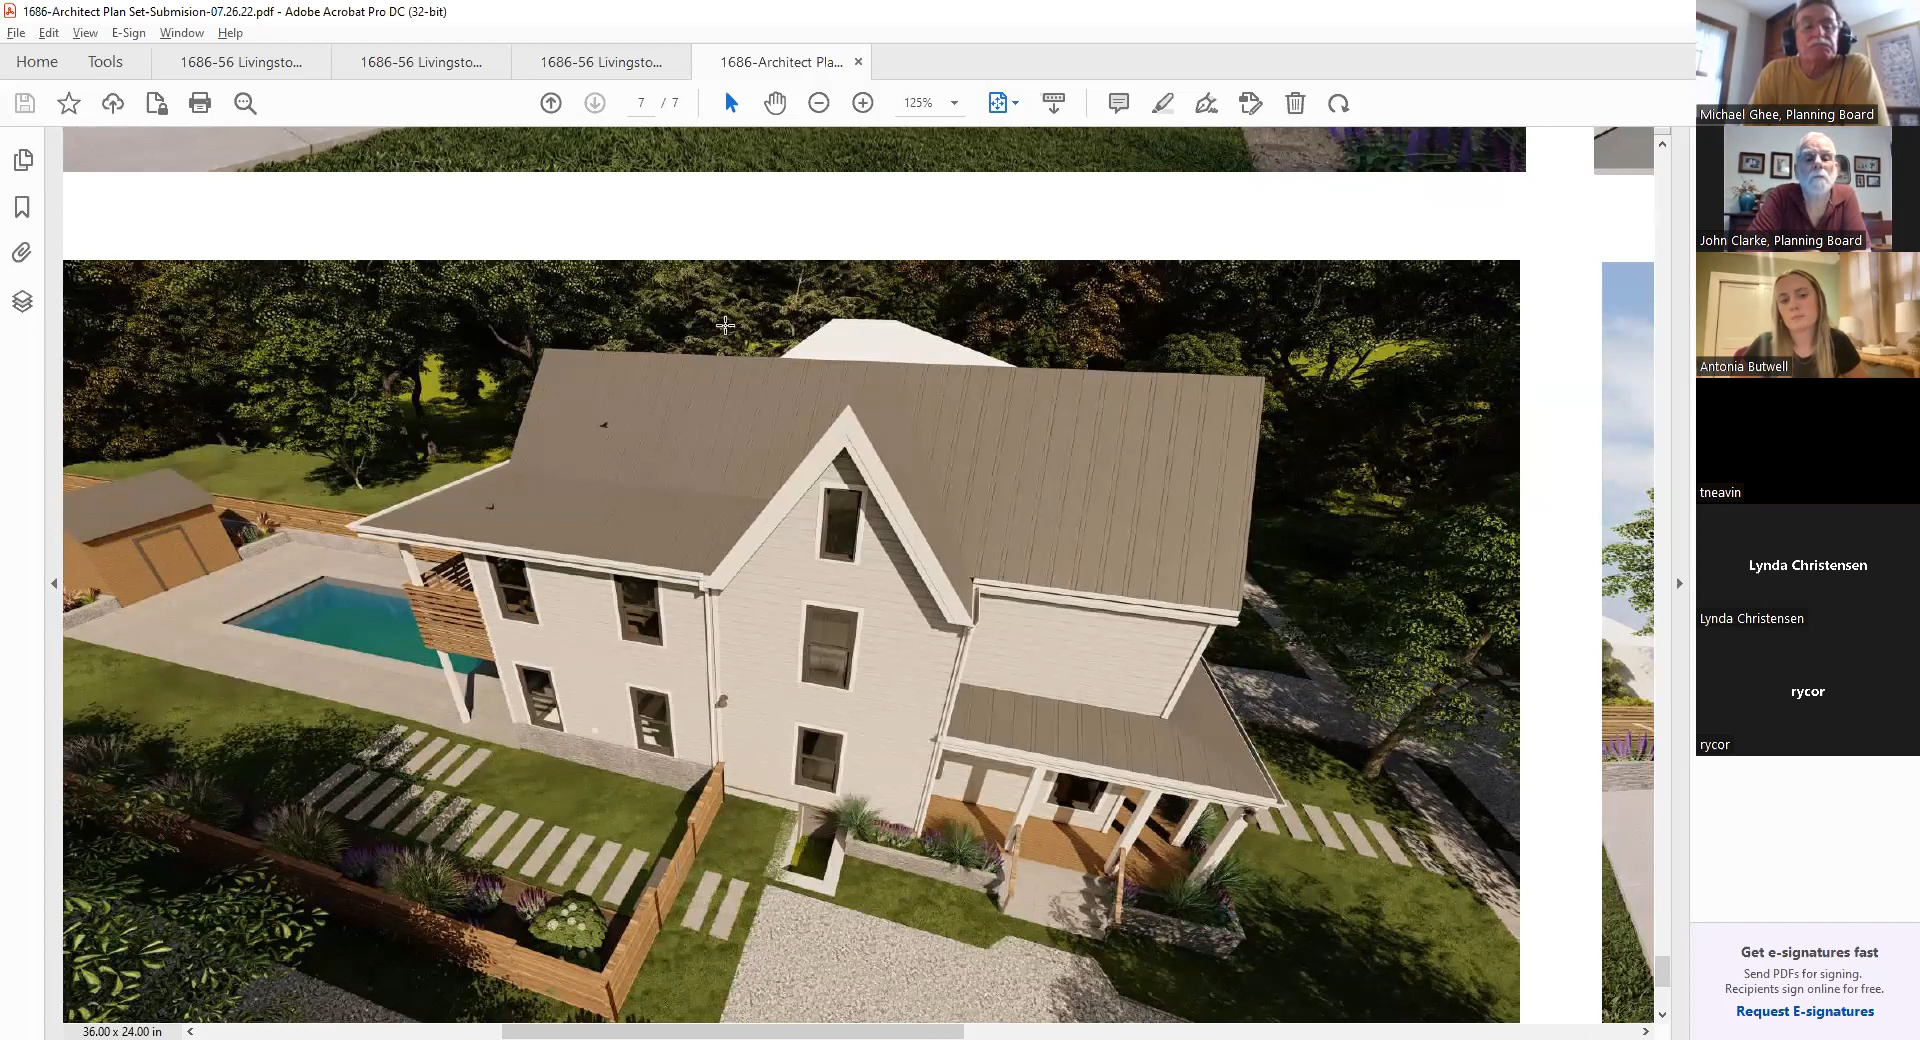 1686-Architect Plan Set-Submision-07.26.22.pdf - Adobe Acrobat Pro DC (32-bit)
File Edit View E-Sign Window Help
Home Tools 1686-56 Livingsto... 1686-56 Livingsto... 1686-56 Livingsto... 1686-Architect Pla... ×
7 / 7 125%
Michael Ghee, Planning Board
John Clarke, Planning Board
Antonia Butwell
tneavin
Lynda Christensen
Lynda Christensen
rycor
rycor
Get e-signatures fast
Send PDFs for signing.
Recipients sign online for free.
Request E-signatures
36.00 x 24.00 in